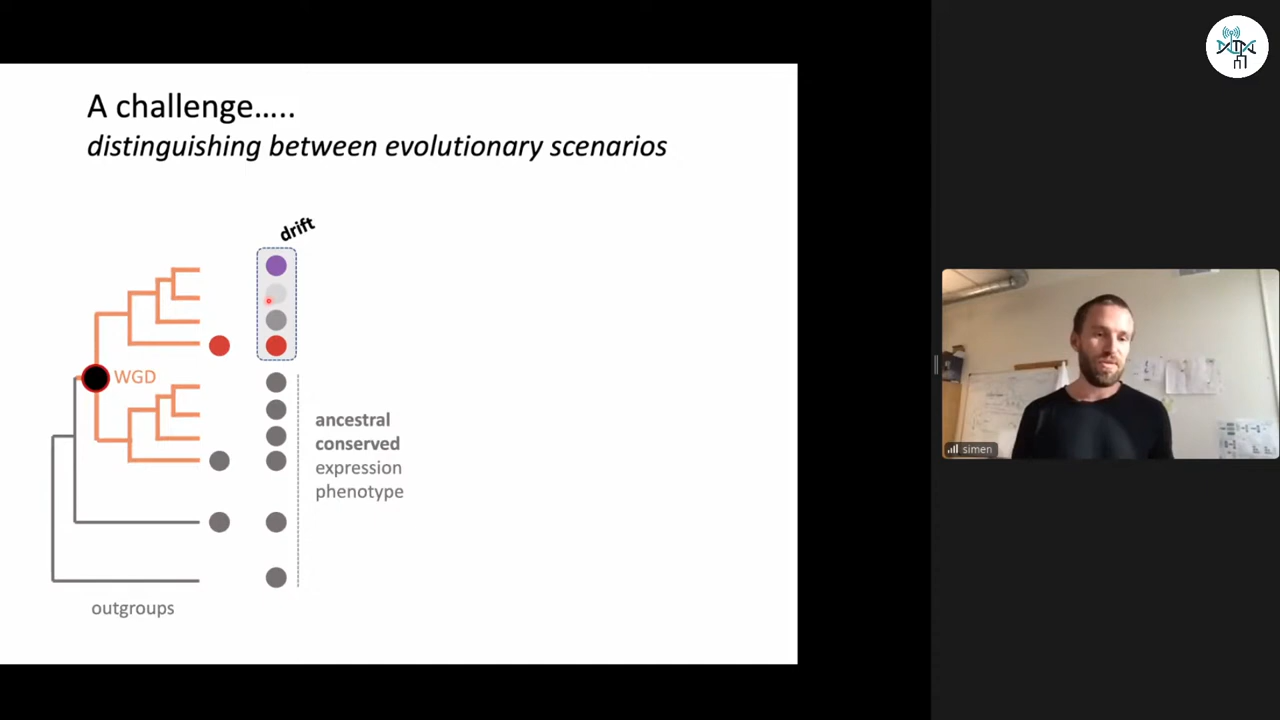 A challenge.....
distinguishing between evolutionary scenarios
drift
WGD
ancestral
conserved
expression
phenotype
outgroups
simen